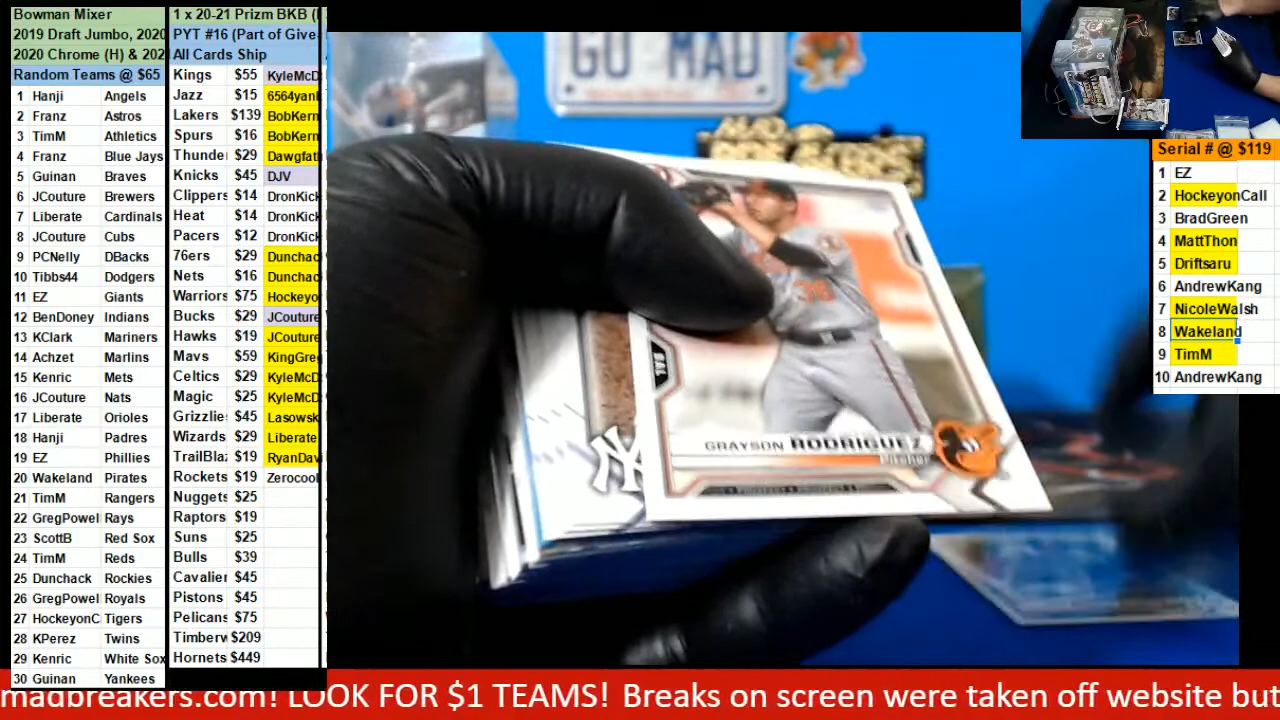 Bowman Mixer
2019 Draft Jumbo, 2020
2020 Chrome (H) & 202
Random Teams @ $65
1 Hanji Angels
2 Franz Astros
3 TimM Athletics
4 Franz Blue Jays
5 Guinan Braves
6 JCouture Brewers
7 Liberate Cardinals
8 JCouture Cubs
9 PCNelly DBacks
10 Tibbs44 Dodgers
11 EZ Giants
12 BenDoney Indians
13 KClark Mariners
14 Achzet Marlins
15 Kenric Mets
16 JCouture Nats
17 Liberate Orioles
18 Hanji Padres
19 EZ Phillies
20 Wakeland Pirates
21 TimM Rangers
22 GregPowel Rays
23 ScottB Red Sox
24 TimM Reds
25 Dunchack Rockies
26 GregPowel Royals
27 HockeyonC Tigers
28 KPerez Twins
29 Kenric White Sox
30 Guinan Yankees
1 x 20-21 Prizm BKB (
PYT #16 (Part of Give
All Cards Ship
Kings $55 KyleMcD
Jazz $15 6564yan
Lakers $139 BobKern
Spurs $16 BobKern
Thunde $29 Dawgfat
Knicks $45 DJV
Clippers $14 DronKick
Heat $14 DronKick
Pacers $12 DronKick
76ers $29 Dunchac
Nets $16 Dunchac
Warriors $75 Hockeyo
Bucks $29 JCouture
Hawks $19 JCouture
Mavs $59 KingGre
Celtics $29 KyleMcD
Magic $25 KyleMcD
Grizzlie $45 Lasowsk
Wizards $29 Liberate
TrailBla $19 RyanDav
Rockets $19 Zerocool
Nuggets $25
Raptors $19
Suns $25
Bulls $39
Cavalier $45
Pistons $45
Pelicans $75
Timberw $209
Hornets $449
GO MAD
GRAYSON RODRIGUEZ
Serial # @ $119
1 EZ
2 HockeyonCall
3 BradGreen
4 MattThon
5 Driftsaru
6 AndrewKang
7 NicoleWalsh
8 Wakeland
9 TimM
10 AndrewKang
madbreakers.com! LOOK FOR $1 TEAMS! Breaks on screen were taken off website but